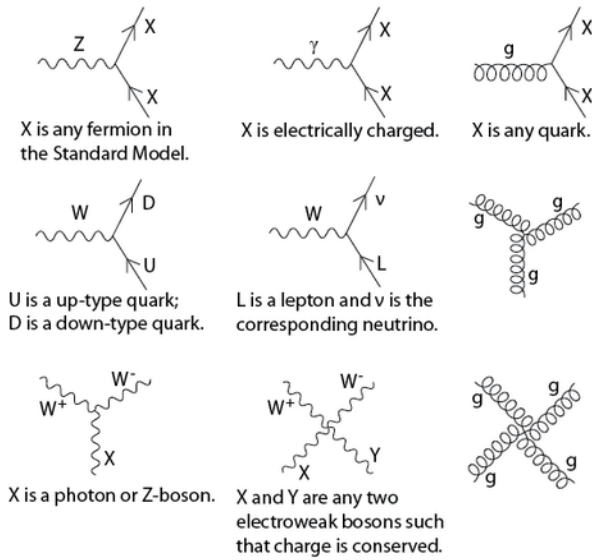 Z
X
X
X is any fermion in
the Standard Model.
γ
X
X
X is electrically charged.
g
X
X
X is any quark.
W
D
U
U is a up-type quark;
D is a down-type quark.
W
ν
L
L is a lepton and ν is the
corresponding neutrino.
g
g
g
W⁺
W⁻
X
X is a photon or Z-boson.
W⁺
W⁻
X
Y
X and Y are any two
electroweak bosons such
that charge is conserved.
g
g
g
g